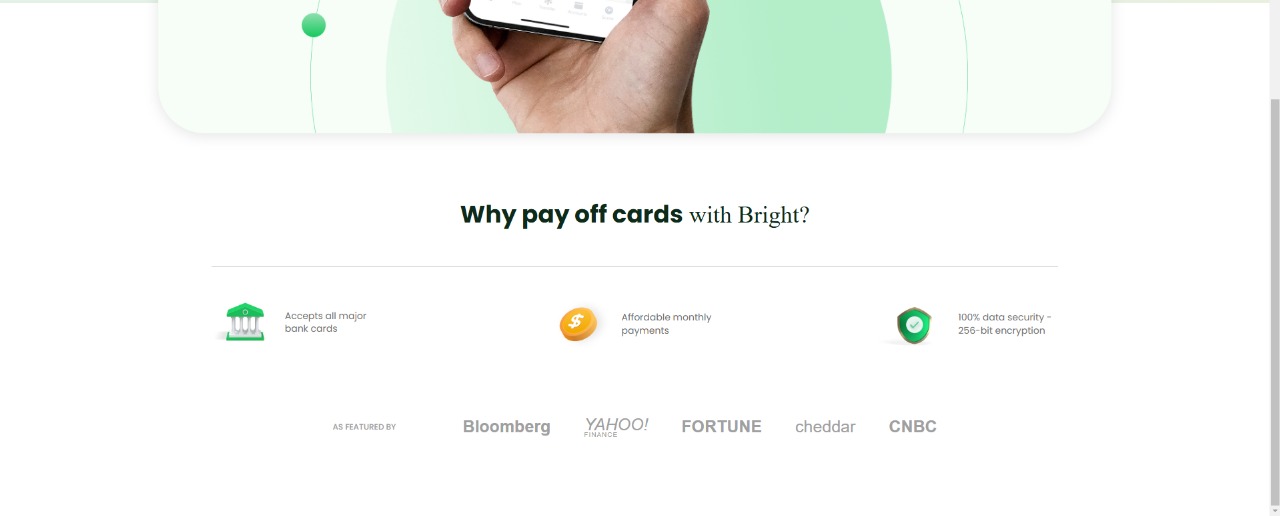 Why pay off cards with Bright?
Accepts all major
bank cards
Affordable monthly
payments
100% data security -
256-bit encryption
AS FEATURED BY
Bloomberg
YAHOO!
FINANCE
FORTUNE
cheddar
CNBC